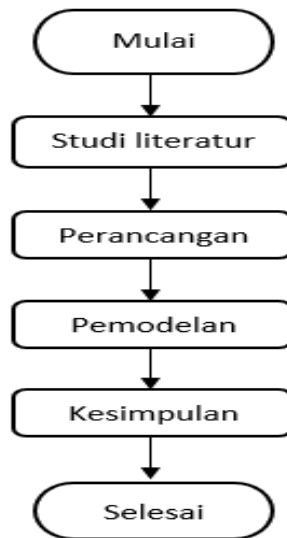 Mulai
Studi literatur
Perancangan
Pemodelan
Kesimpulan
Selesai